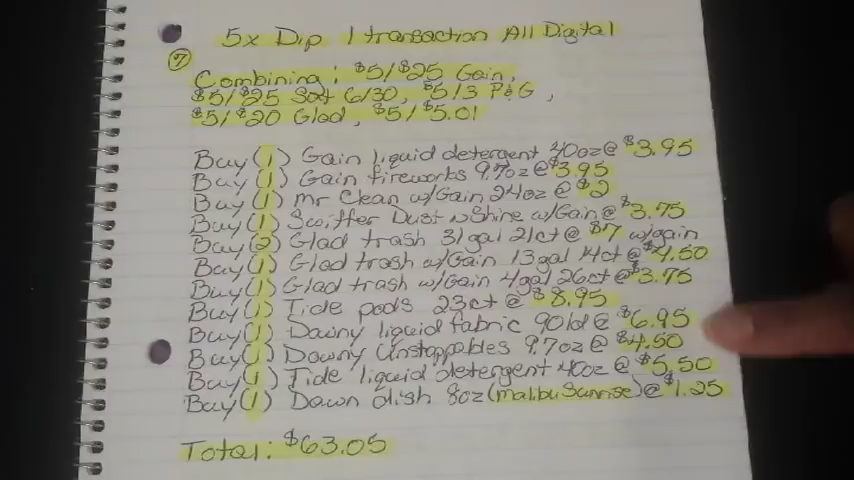 5x Dip 1 transaction All Digital
7
Combining: $5/$25 Gain,
$5/$25 Sat 6/30, $5/3 P&G,
$5/$20 Glad, $5/$5.01
Buy (1) Gain liquid detergent 40oz @ $3.95
Buy (1) Gain fireworks 9.7oz @ $3.95
Buy (1) Mr Clean w/Gain 24oz @ $2
Buy (1) Swiffer Dust n Shine w/Gain @ $3.75
Buy (2) Glad trash 31gal 21ct @ $7 w/gain
Buy (1) Glad trash w/Gain 13gal 14ct @ $4.50
Buy (1) Glad trash w/Gain 4gal 26ct @ $3.75
Buy (1) Tide pods 23ct @ $8.95
Buy (1) Downy liquid fabric 90ld @ $6.95
Buy (1) Downy Unstoppables 9.7oz @ $4.50
Buy (1) Tide liquid detergent 40oz @ $5.50
Buy (1) Dawn dish 8oz (Malibu Sunrise) @ $1.25
Total: $63.05